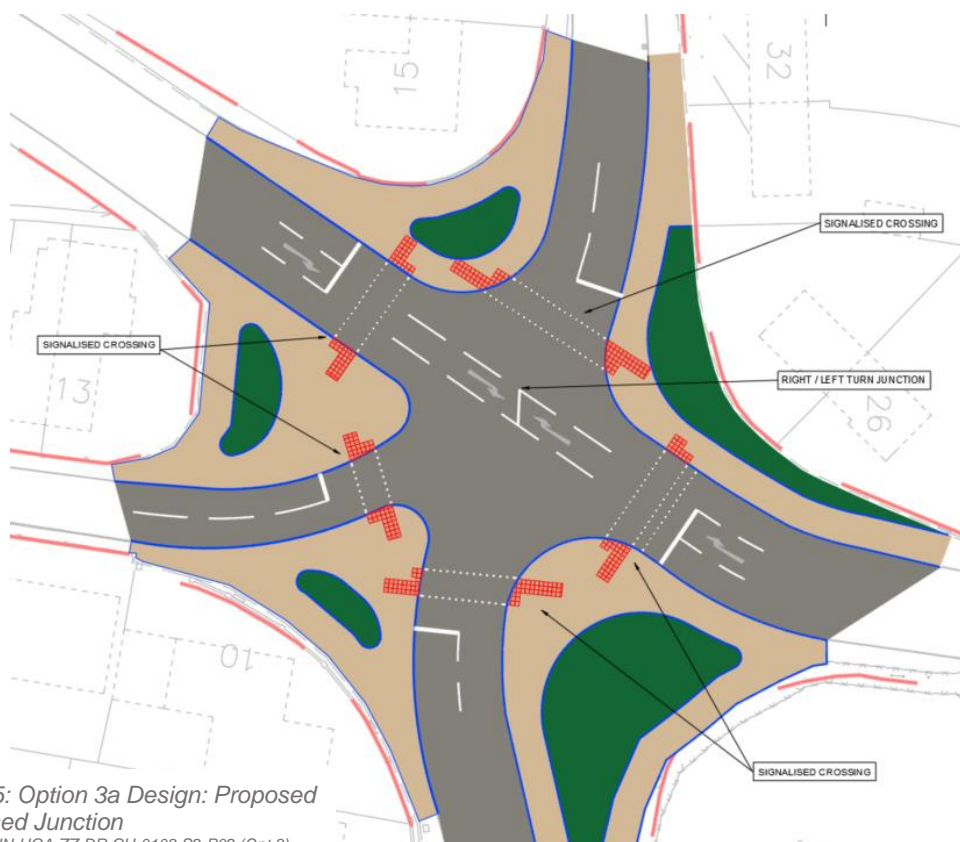 15
32
SIGNALISED CROSSING
SIGNALISED CROSSING
13
RIGHT / LEFT TURN JUNCTION
26
10
SIGNALISED CROSSING
5: Option 3a Design: Proposed
ed Junction